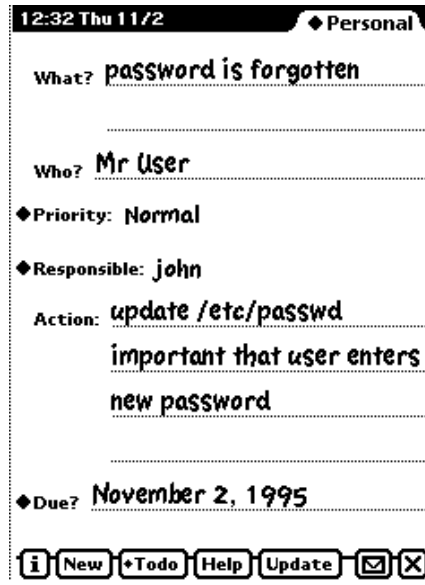 12:32 Thu 11/2 ◆Personal
What? password is forgotten
Who? Mr User
◆Priority: Normal
◆Responsible: john
Action: update /etc/passwd
important that user enters
new password
◆Due? November 2, 1995
i New ◆Todo Help Update X